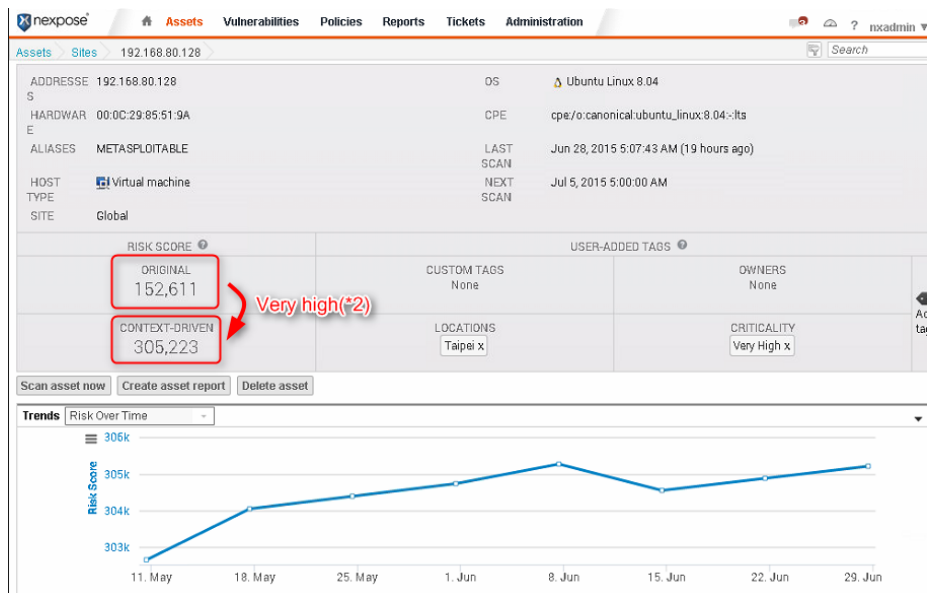 nexpose Assets Vulnerabilities Policies Reports Tickets Administration ? nxadmin
Assets Sites 192.168.80.128 Search
ADDRESSES 192.168.80.128 OS Ubuntu Linux 8.04
HARDWARE 00:0C:29:85:51:9A CPE cpe:/o:canonical:ubuntu_linux:8.04:-:lts
ALIASES METASPLOITABLE LAST SCAN Jun 28, 2015 5:07:43 AM (19 hours ago)
HOST TYPE Virtual machine NEXT SCAN Jul 5, 2015 5:00:00 AM
SITE Global
RISK SCORE ? USER-ADDED TAGS ?
ORIGINAL CUSTOM TAGS OWNERS
152,611 None None
Very high(*2)
CONTEXT-DRIVEN LOCATIONS CRITICALITY
305,223 Taipei x Very High x
Scan asset now Create asset report Delete asset
Trends Risk Over Time
Risk Score
306k
305k
304k
303k
11. May 18. May 25. May 1. Jun 8. Jun 15. Jun 22. Jun 29. Jun